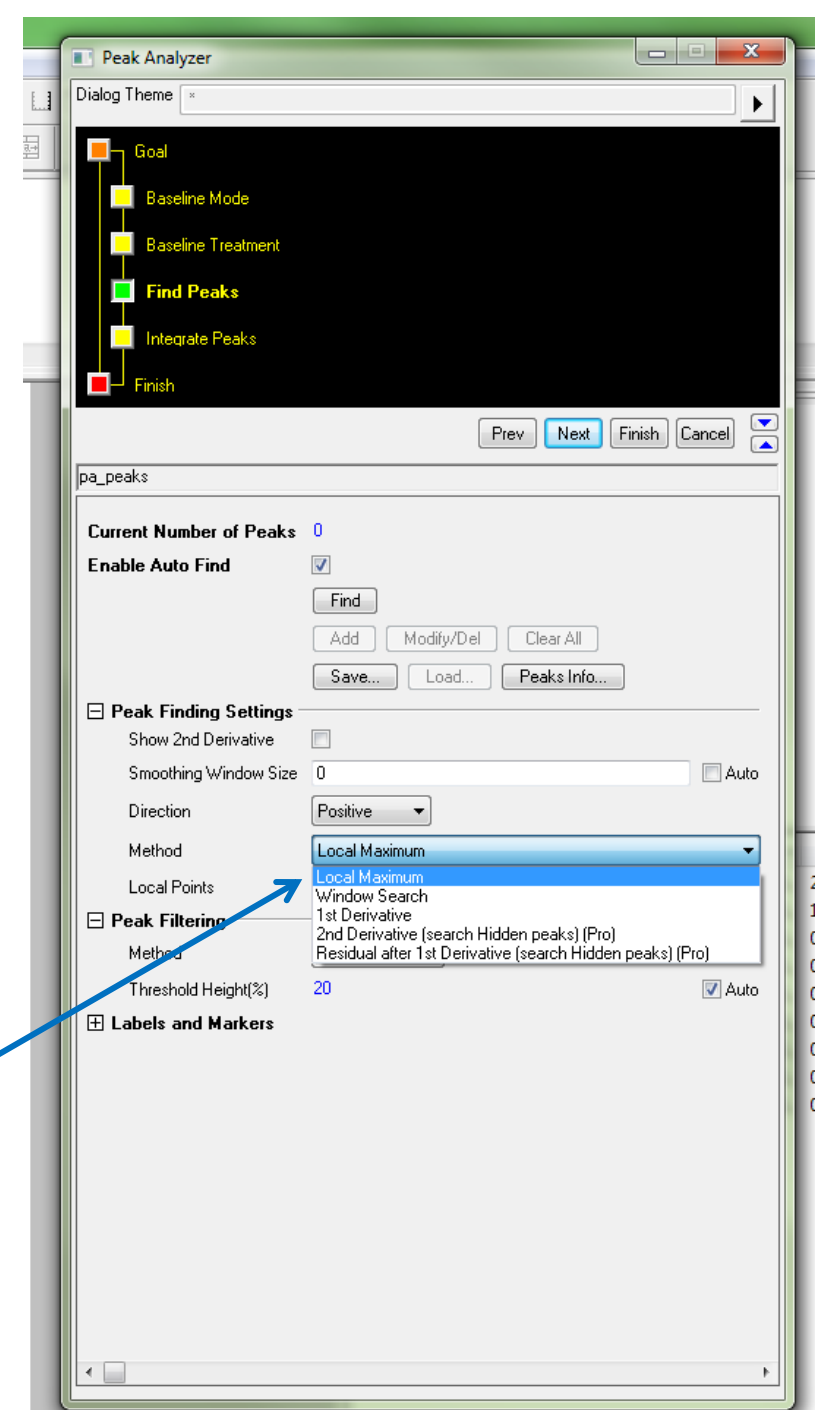 Peak Analyzer
Dialog Theme *
Goal
Baseline Mode
Baseline Treatment
Find Peaks
Integrate Peaks
Finish
Prev Next Finish Cancel
pa_peaks
Current Number of Peaks 0
Enable Auto Find
Find
Add Modify/Del Clear All
Save... Load... Peaks Info...
Peak Finding Settings
Show 2nd Derivative
Smoothing Window Size 0 Auto
Direction Positive
Method Local Maximum
Local Points Local Maximum
Window Search
Peak Filtering 1st Derivative
2nd Derivative (search Hidden peaks) (Pro)
Method Residual after 1st Derivative (search Hidden peaks) (Pro)
Threshold Height(%) 20 Auto
Labels and Markers